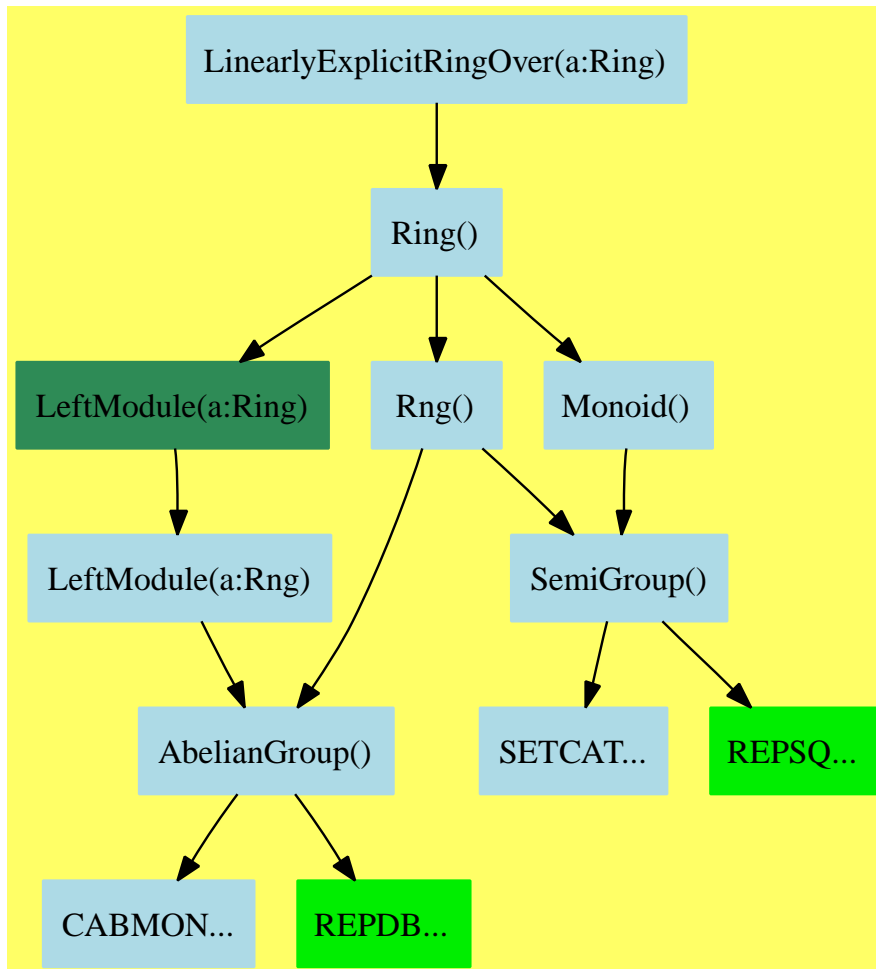 LinearlyExplicitRingOver(a:Ring)
Ring()
LeftModule(a:Ring)
Rng()
Monoid()
LeftModule(a:Rng)
SemiGroup()
AbelianGroup()
SETCAT...
REPSQ...
CABMON...
REPDB...